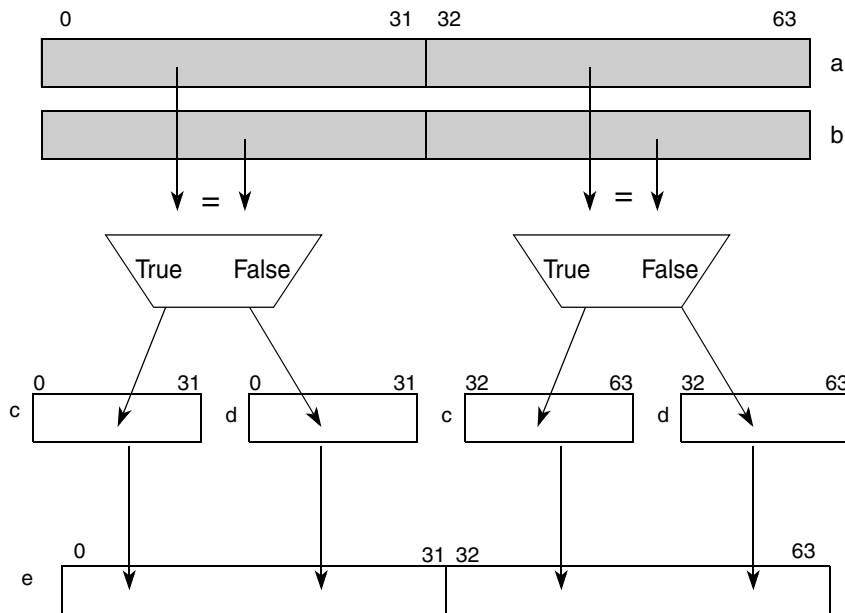 0 31 32 63
a
b
= =
True False True False
0 31 0 31 32 63 32 63
c d c d
0 31 32 63
e